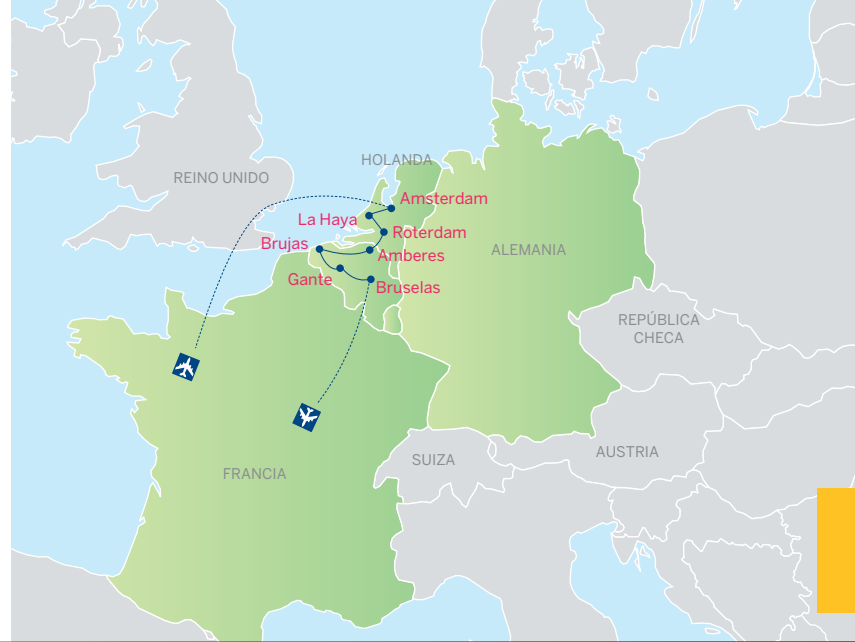 HOLANDA
REINO UNIDO
Amsterdam
La Haya
Roterdam
Brujas
Amberes
ALEMANIA
Gante
Bruselas
REPÚBLICA
CHECA
AUSTRIA
SUIZA
FRANCIA